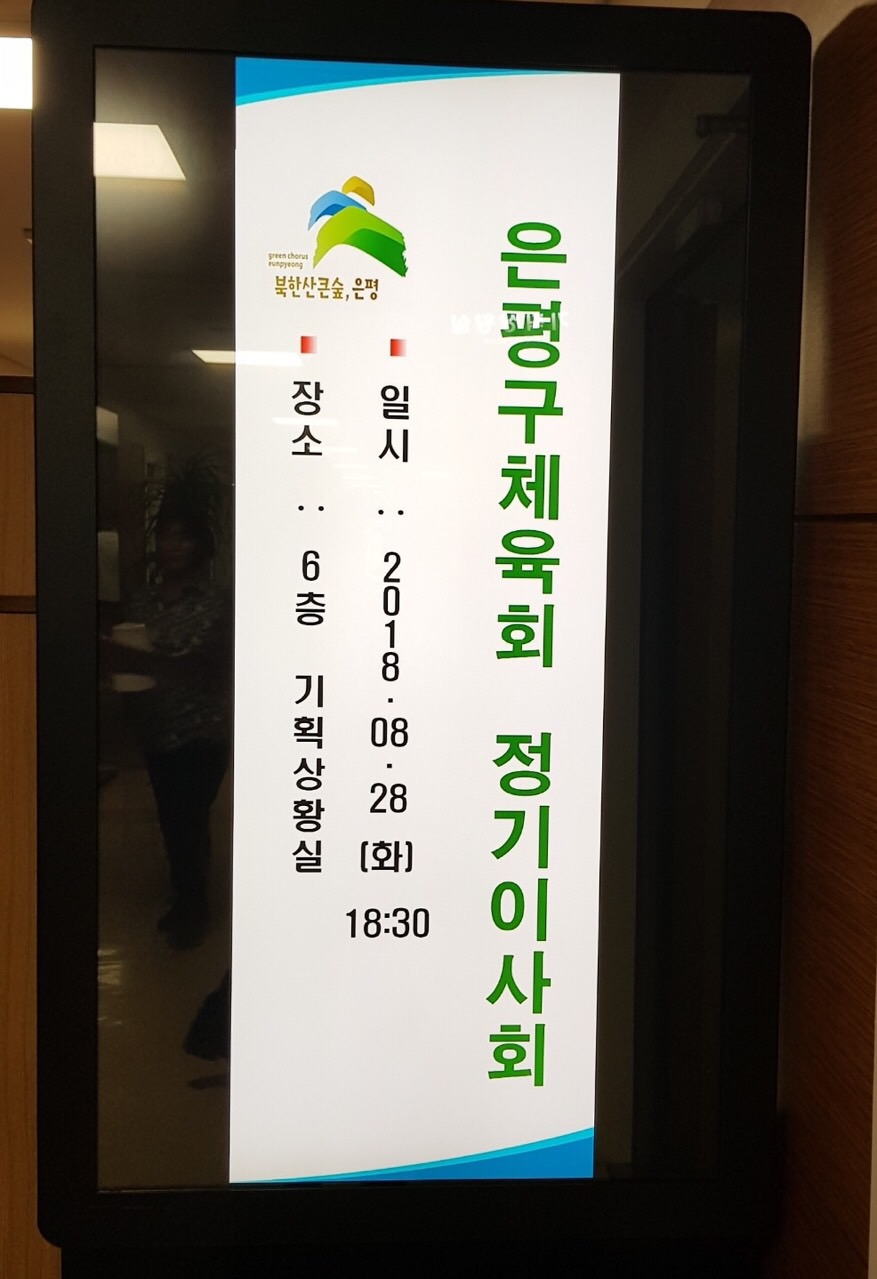 은평구체육회 정기이사회
일시 : 2018.08.28 (화) 18:30
장소 : 6층 기획상황실
green chorus
eunpyeong
북한산큰숲, 은평